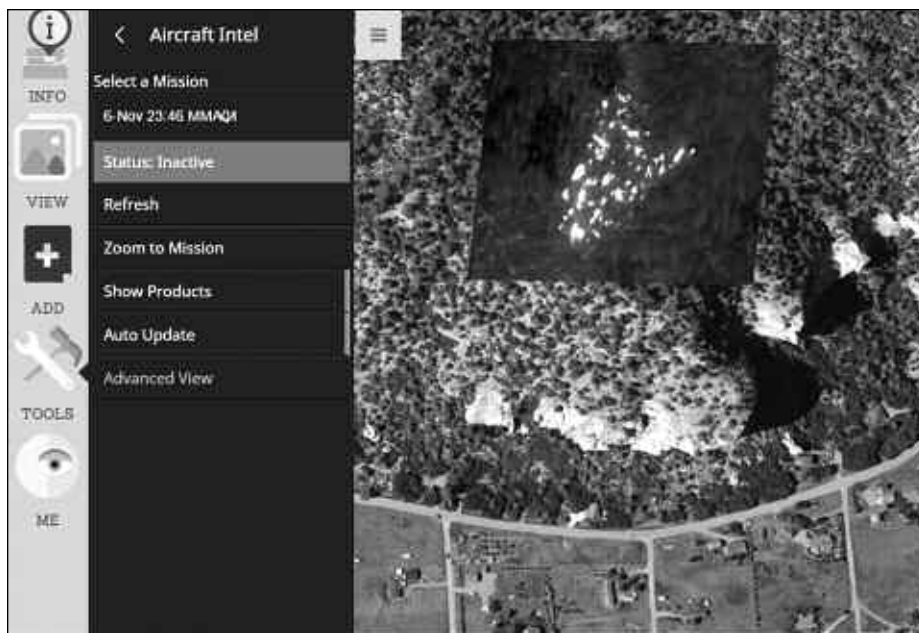 INFO
VIEW
ADD
TOOLS
ME
Aircraft Intel
Select a Mission
6-Nov 23:46
Status: Inactive
Refresh
Zoom to Mission
Show Products
Auto Update
Advanced View